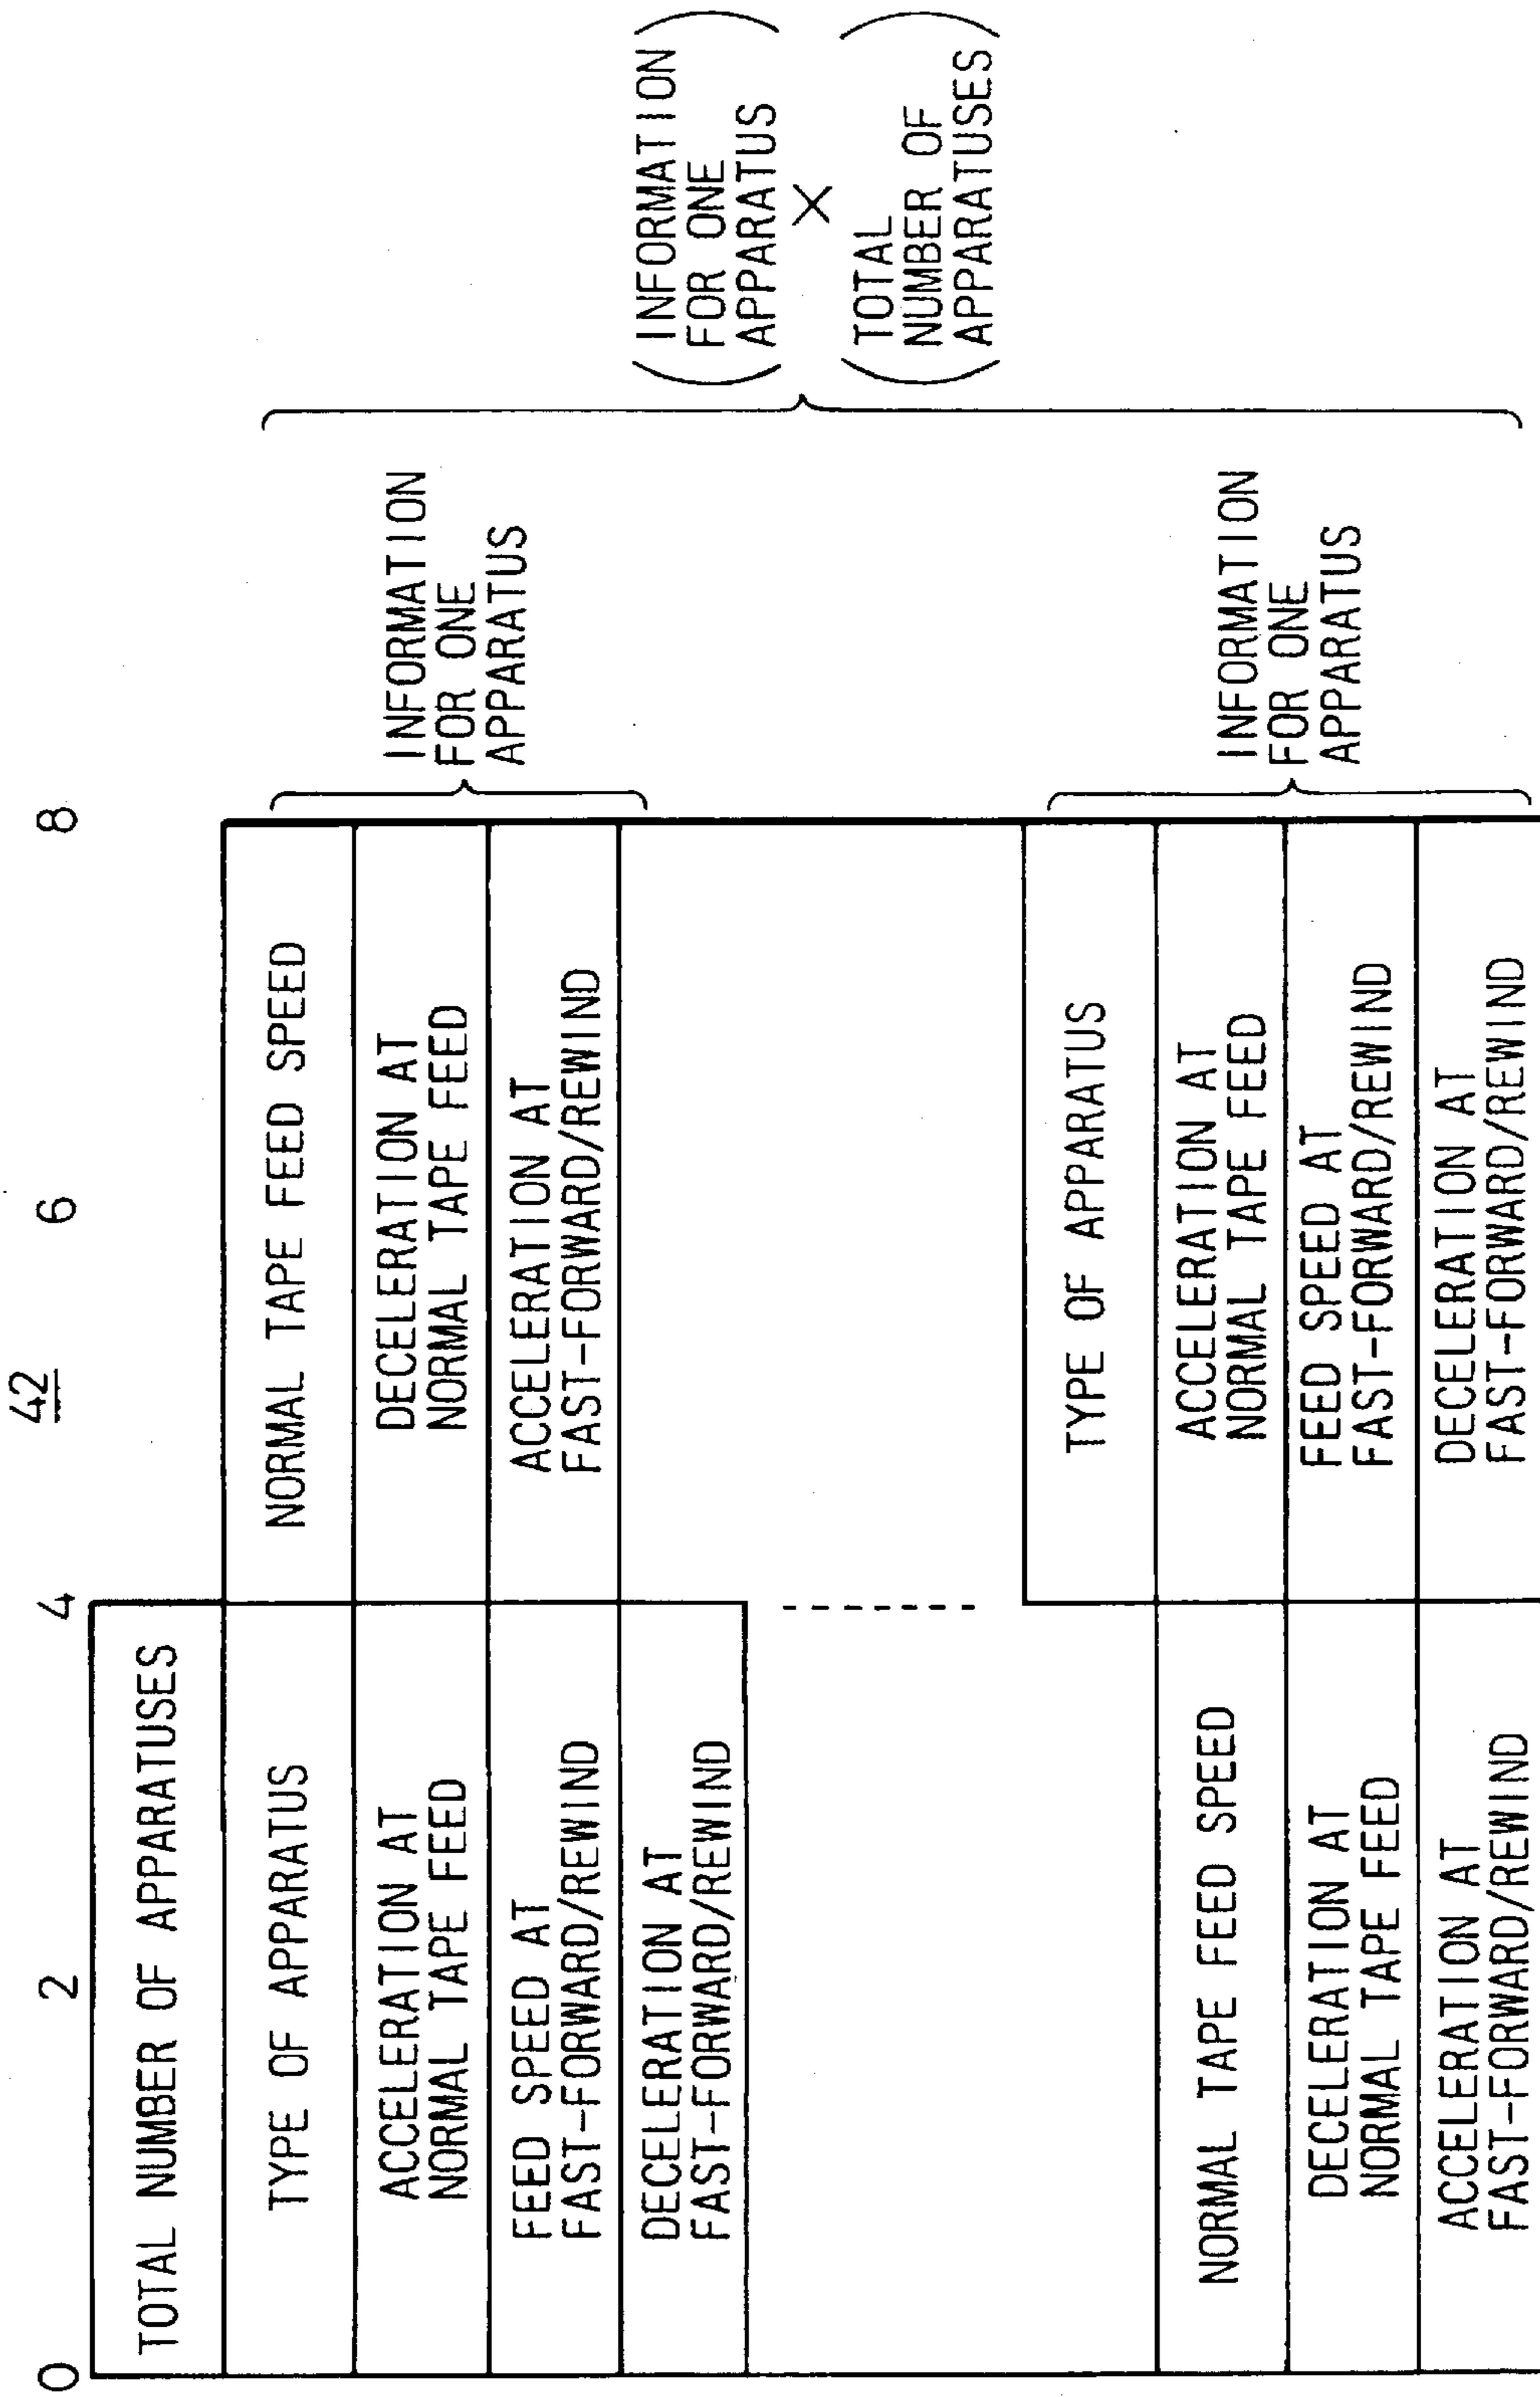 42
0
2
4
6
8
TOTAL NUMBER OF APPARATUSES
TYPE OF APPARATUS
NORMAL TAPE FEED SPEED
ACCELERATION AT
NORMAL TAPE FEED
DECELERATION AT
NORMAL TAPE FEED
FEED SPEED AT
FAST-FORWARD/REWIND
ACCELERATION AT
FAST-FORWARD/REWIND
DECELERATION AT
FAST-FORWARD/REWIND
INFORMATION
FOR ONE
APPARATUS
TYPE OF APPARATUS
NORMAL TAPE FEED SPEED
ACCELERATION AT
NORMAL TAPE FEED
DECELERATION AT
NORMAL TAPE FEED
FEED SPEED AT
FAST-FORWARD/REWIND
ACCELERATION AT
FAST-FORWARD/REWIND
DECELERATION AT
FAST-FORWARD/REWIND
INFORMATION
FOR ONE
APPARATUS
(INFORMATION
FOR ONE
APPARATUS)
×
(TOTAL
NUMBER OF
APPARATUSES)